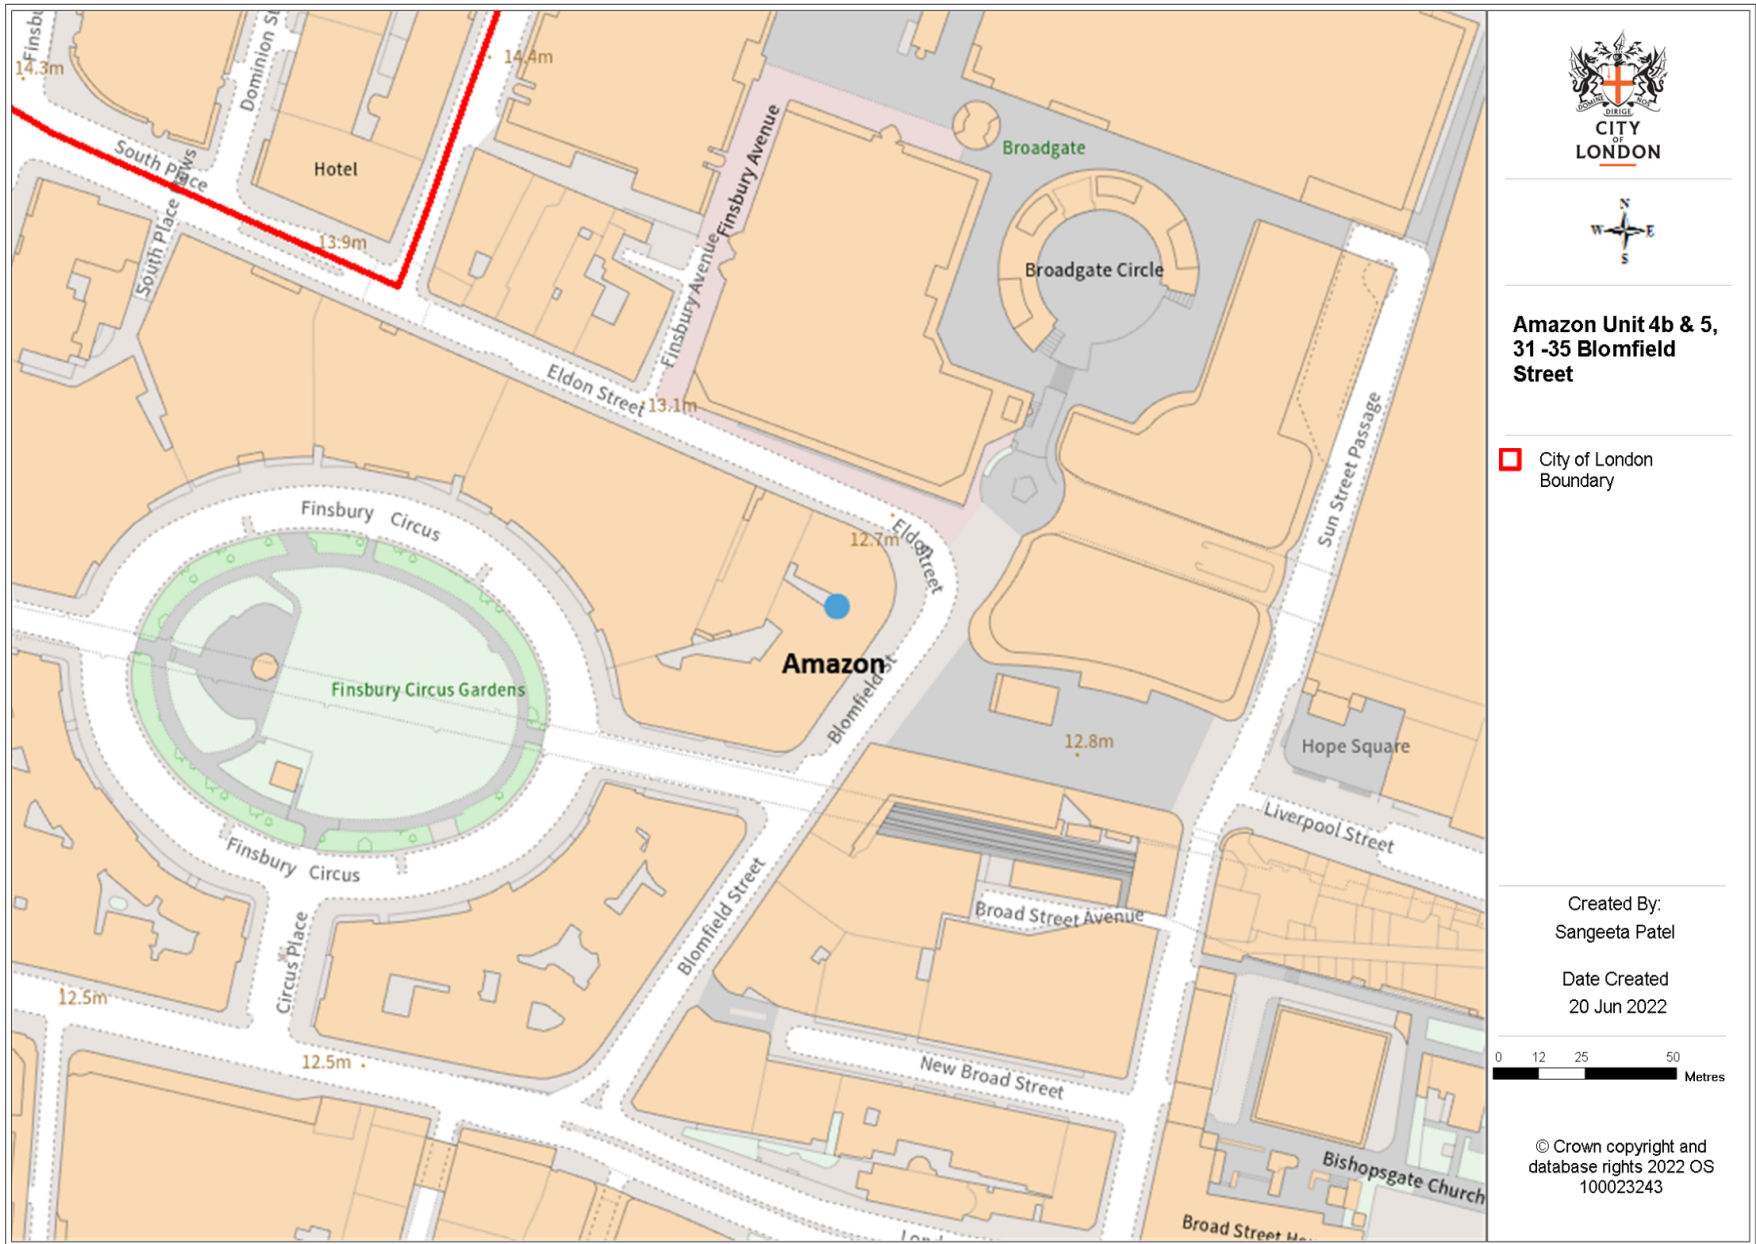 Finsbu
14.3m
Dominion St
14.4m
South Place
South Place Mews
Hotel
13.9m
Finsbury Avenue
Finsbury Avenue
Broadgate
Broadgate Circle
Eldon Street
13.1m
Sun Street Passage
Finsbury Circus
12.7m
Eldon Street
Amazon
Blomfield St
Finsbury Circus Gardens
12.8m
Hope Square
Liverpool Street
Finsbury Circus
Blomfield Street
Broad Street Avenue
Circus Place
12.5m
12.5m
New Broad Street
Bishopsgate Church
Broad Street Ho
Lond
DOMINE DIRIGE NOS
CITY
OF
LONDON
N
W E
S
Amazon Unit 4b & 5,
31 -35 Blomfield
Street
City of London
Boundary
Created By:
Sangeeta Patel
Date Created
20 Jun 2022
0 12 25 50
Metres
© Crown copyright and
database rights 2022 OS
100023243